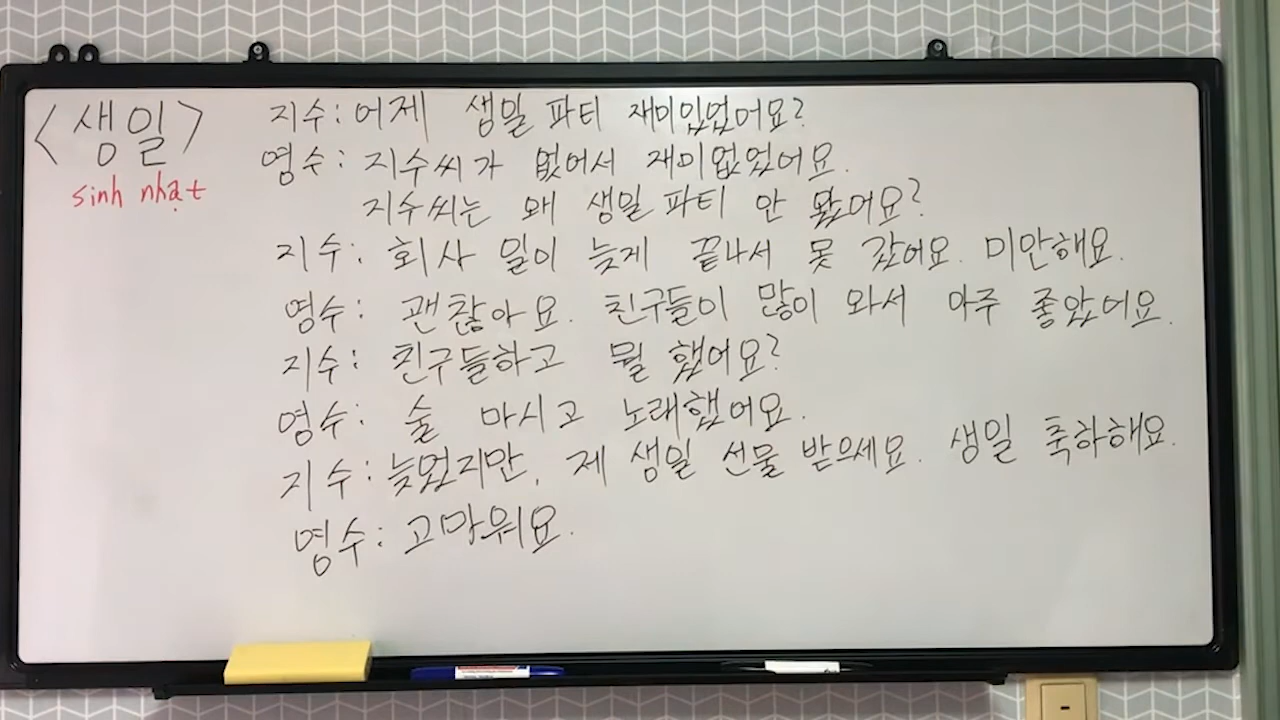 <생일>
sinh nhật
지수: 어제 생일 파티 재미있었어요?
영수: 지수씨가 없어서 재미없었어요.
지수씨는 왜 생일 파티 안 왔어요?
지수: 회사 일이 늦게 끝나서 못 갔어요. 미안해요.
영수: 괜찮아요. 친구들이 많이 와서 아주 좋았어요.
지수: 친구들하고 뭘 했어요?
영수: 술 마시고 노래했어요.
지수: 늦었지만, 제 생일 선물 받으세요. 생일 축하해요.
영수: 고마워요.